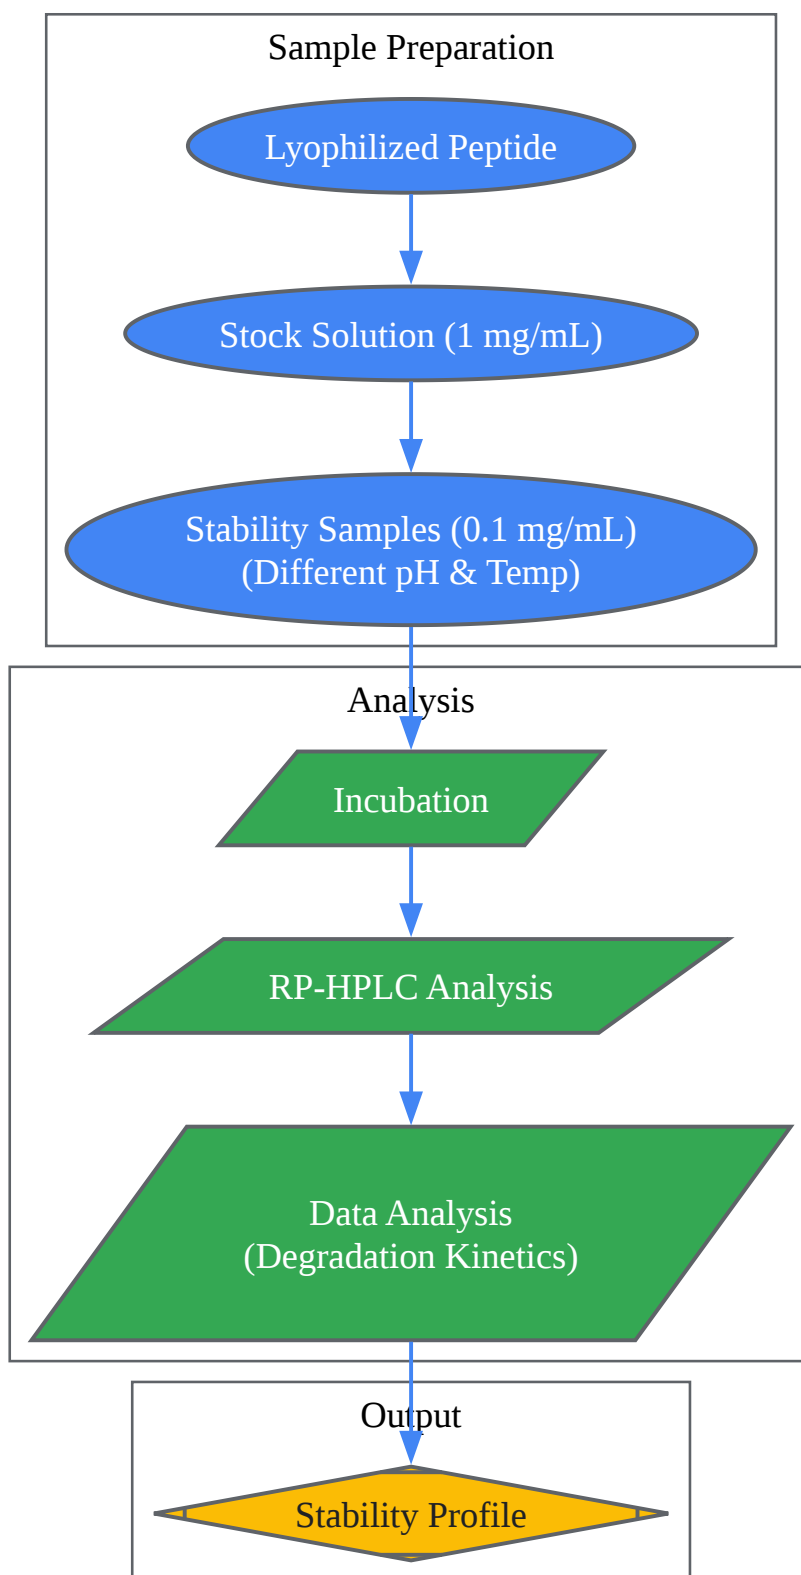 Sample Preparation
Lyophilized Peptide
Stock Solution (1 mg/mL)
Stability Samples (0.1 mg/mL)
(Different pH & Temp)
Analysis
Incubation
RP-HPLC Analysis
Data Analysis
(Degradation Kinetics)
Output
Stability Profile